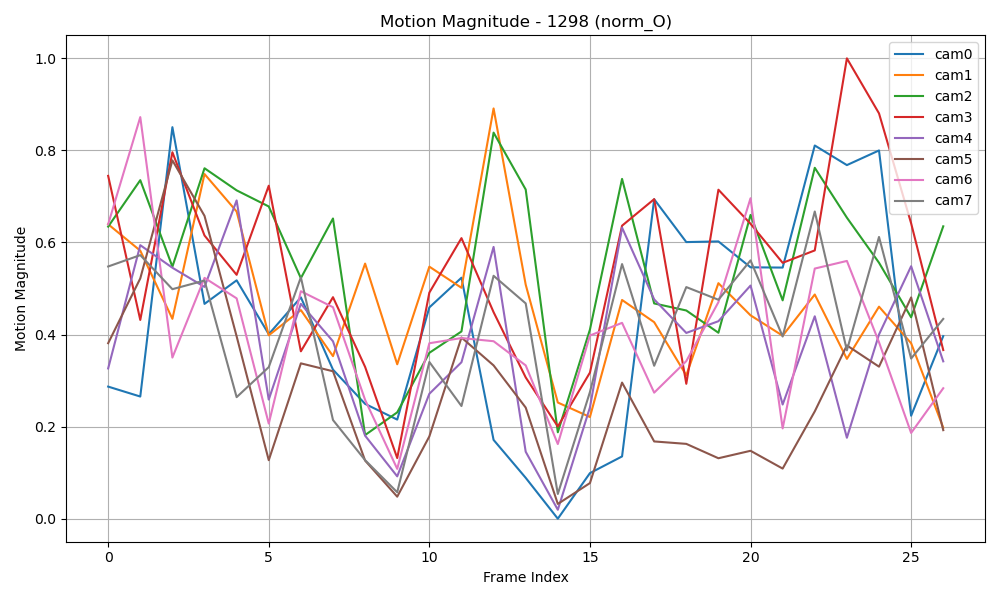 Motion Magnitude - 1298 (norm_O)
Motion Magnitude
1.0
0.8
0.6
0.4
0.2
0.0
0
5
10
15
20
25
Frame Index
cam0
cam1
cam2
cam3
cam4
cam5
cam6
cam7